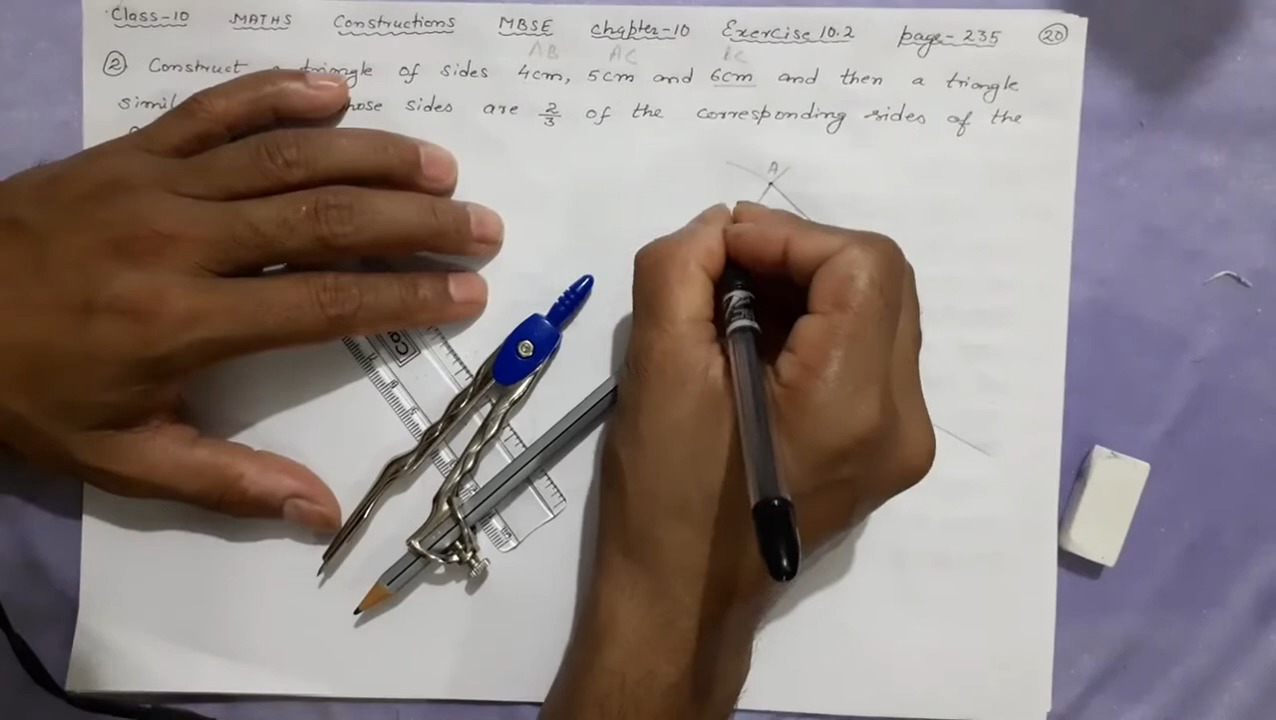 Class-10 MATHS Constructions MBSE chapter-10 Exercise 10.2 page-235 20
AB AC BC
2 Construct triangle of sides 4cm, 5cm and 6cm and then a triangle
sides are 2/3 of the corresponding sides of the
A